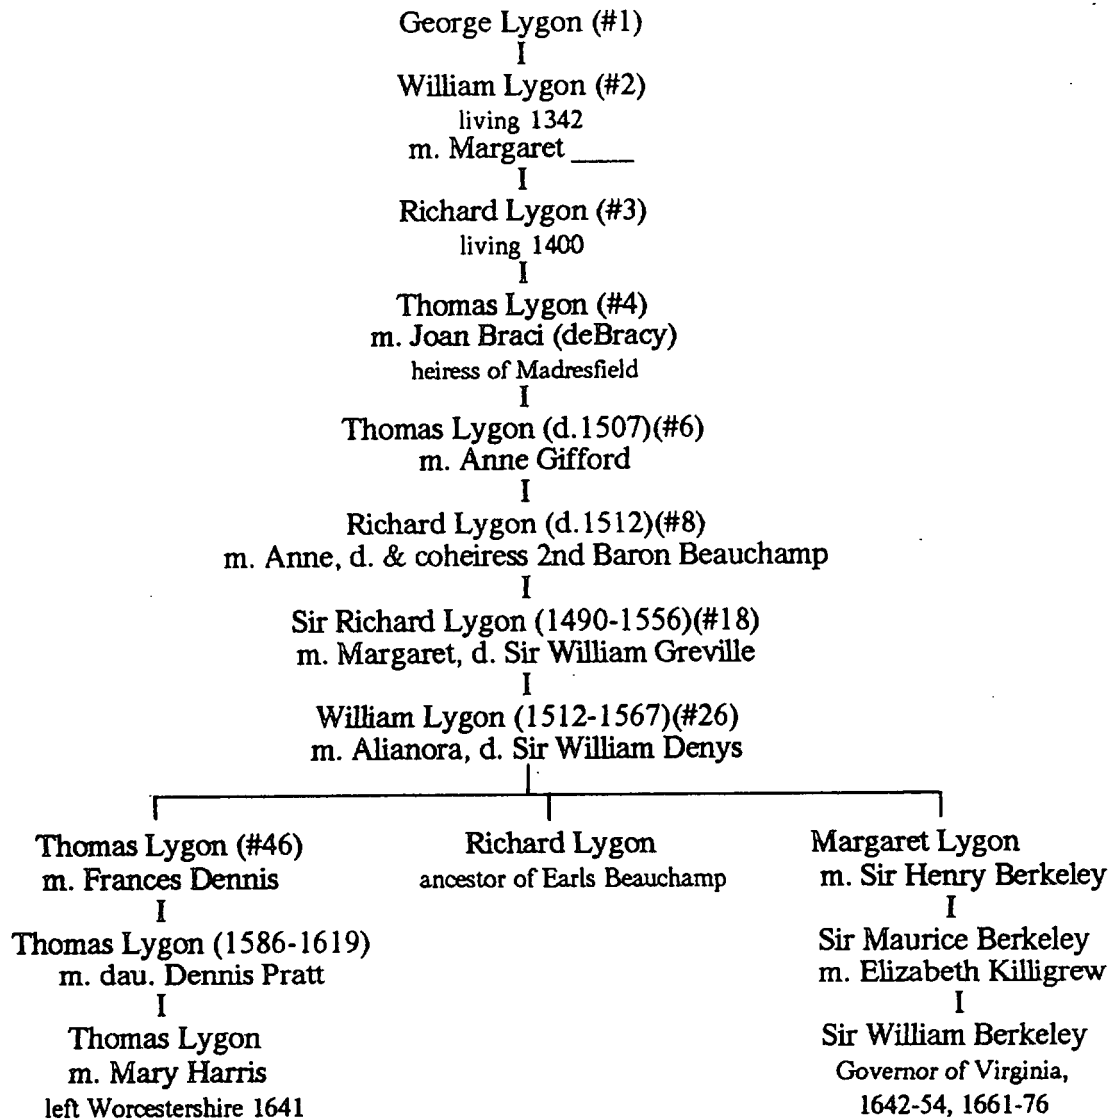 George Lygon (#1)
I
William Lygon (#2)
living 1342
m. Margaret ____
I
Richard Lygon (#3)
living 1400
I
Thomas Lygon (#4)
m. Joan Braci (deBracy)
heiress of Madresfield
I
Thomas Lygon (d.1507)(#6)
m. Anne Gifford
I
Richard Lygon (d.1512)(#8)
m. Anne, d. & coheiress 2nd Baron Beauchamp
I
Sir Richard Lygon (1490-1556)(#18)
m. Margaret, d. Sir William Greville
I
William Lygon (1512-1567)(#26)
m. Alianora, d. Sir William Denys
Thomas Lygon (#46)
m. Frances Dennis
I
Thomas Lygon (1586-1619)
m. dau. Dennis Pratt
I
Thomas Lygon
m. Mary Harris
left Worcestershire 1641
Richard Lygon
ancestor of Earls Beauchamp
Margaret Lygon
m. Sir Henry Berkeley
I
Sir Maurice Berkeley
m. Elizabeth Killigrew
I
Sir William Berkeley
Governor of Virginia,
1642-54, 1661-76